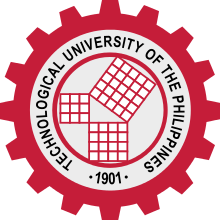 TECHNOLOGICAL UNIVERSITY OF THE PHILIPPINES
• 1901 •